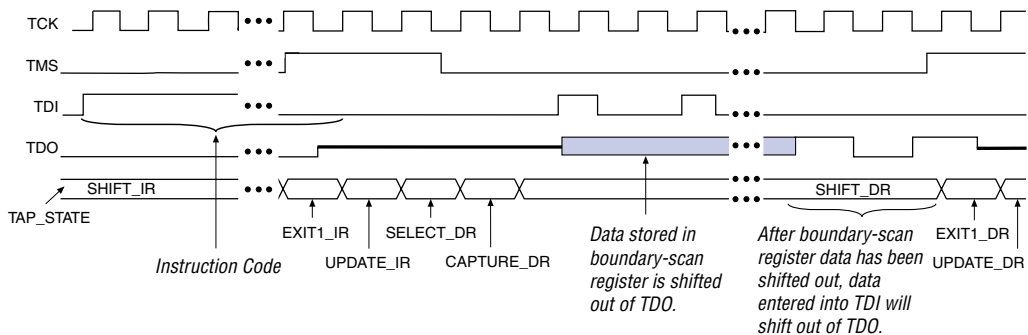 TCK
TMS
TDI
TDO
SHIFT_IR
SHIFT_DR
TAP_STATE
EXIT1_IR
SELECT_DR
EXIT1_DR
UPDATE_IR
CAPTURE_DR
UPDATE_DR
Instruction Code
Data stored in
boundary-scan
register is shifted
out of TDO.
After boundary-scan
register data has been
shifted out, data
entered into TDI will
shift out of TDO.